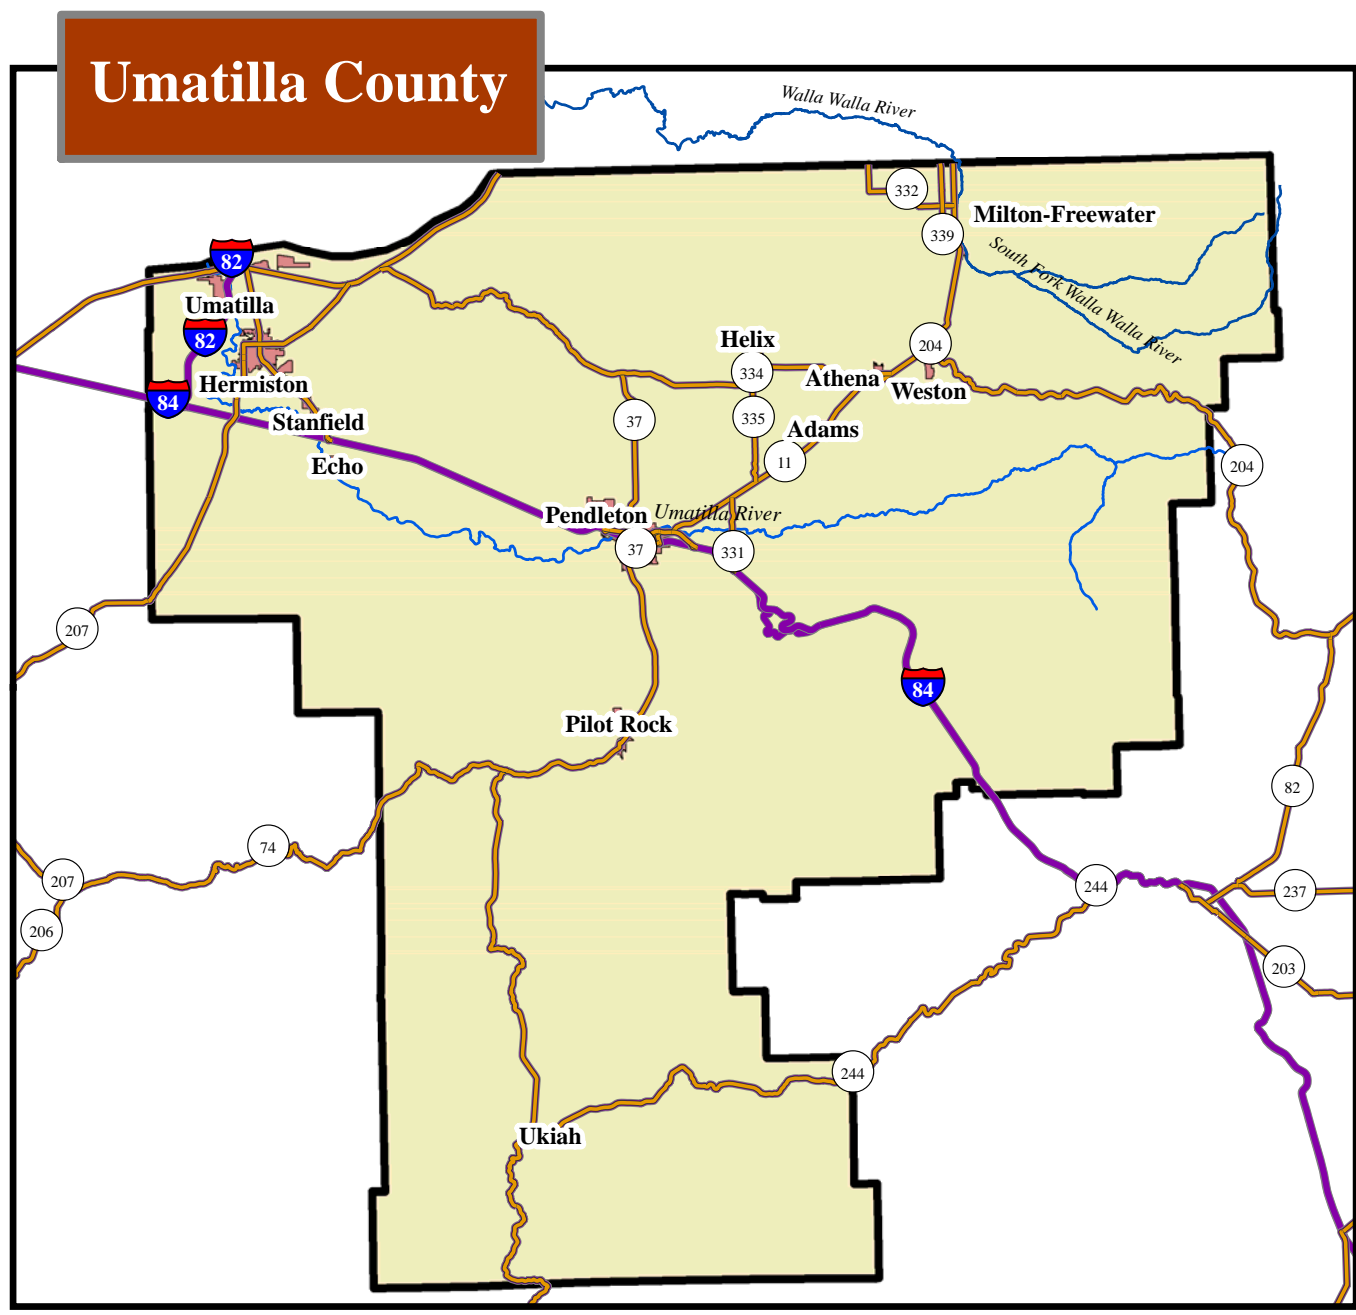 Umatilla County
Walla Walla River
332
Milton-Freewater
339
South Fork Walla Walla River
82
Umatilla
82
Helix
204
334
Athena
Weston
Hermiston
84
Stanfield
37
335
Adams
Echo
11
204
Pendleton
Umatilla River
37
331
207
84
Pilot Rock
82
74
207
244
237
206
203
244
Ukiah